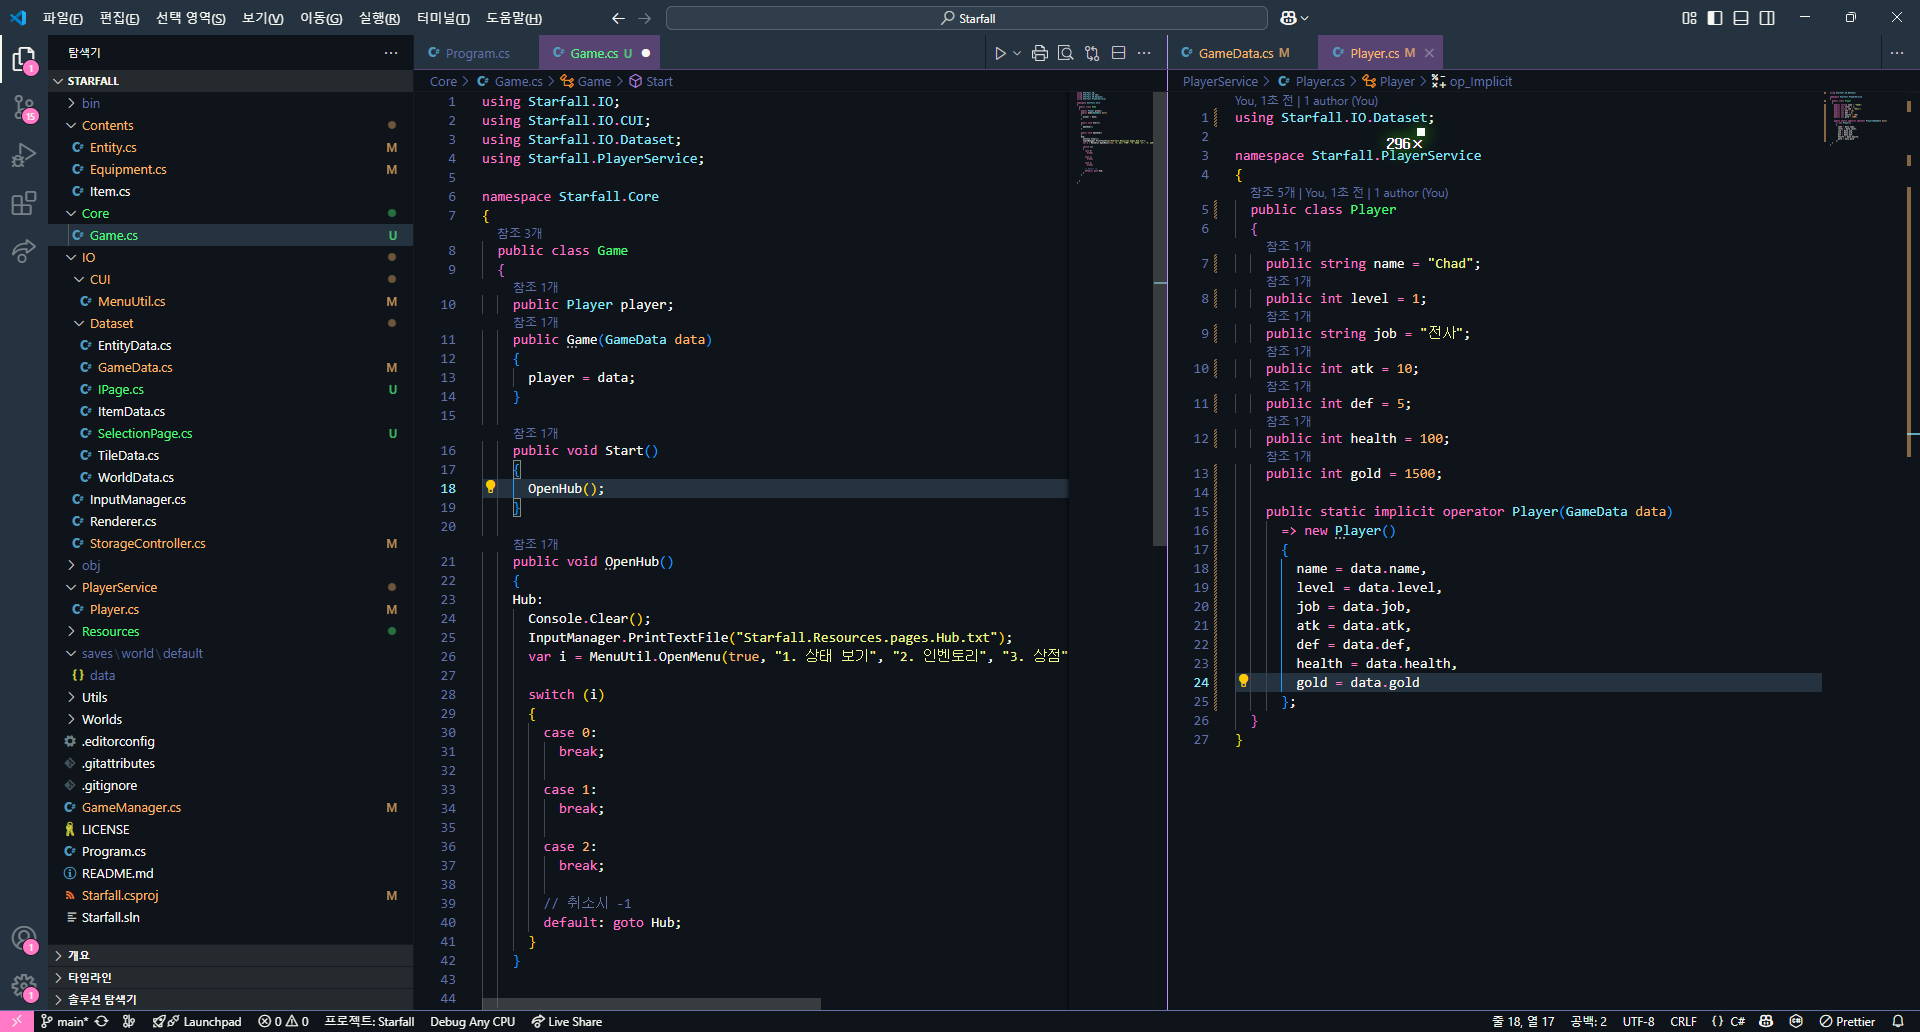 파일(F) 편집(E) 선택 영역(S) 보기(V) 이동(G) 실행(R) 터미널(T) 도움말(H)
Starfall
탐색기
STARFALL
bin
Contents
Entity.cs M
Equipment.cs M
Item.cs
Core
Game.cs U
IO
CUI
MenuUtil.cs M
Dataset
EntityData.cs
GameData.cs M
IPage.cs U
ItemData.cs
SelectionPage.cs U
TileData.cs
WorldData.cs
InputManager.cs
Renderer.cs
StorageController.cs M
obj
PlayerService
Player.cs M
Resources
saves\world\default
{} data
Utils
Worlds
.editorconfig
.gitattributes
.gitignore
GameManager.cs M
LICENSE
Program.cs
README.md
Starfall.csproj M
Starfall.sln
개요
타임라인
솔루션 탐색기
1
15
1
1
Program.cs
Game.cs U
Core > Game.cs > Game > Start
1 using Starfall.IO;
2 using Starfall.IO.CUI;
3 using Starfall.IO.Dataset;
4 using Starfall.PlayerService;
5
6 namespace Starfall.Core
7 {
참조 3개
8 public class Game
9 {
참조 1개
10 public Player player;
참조 1개
11 public Game(GameData data)
12 {
13 player = data;
14 }
15
참조 1개
16 public void Start()
17 {
18 OpenHub();
19 }
20
참조 1개
21 public void OpenHub()
22 {
23 Hub:
24 Console.Clear();
25 InputManager.PrintTextFile("Starfall.Resources.pages.Hub.txt");
26 var i = MenuUtil.OpenMenu(true, "1. 상태 보기", "2. 인벤토리", "3. 상점"
27
28 switch (i)
29 {
30 case 0:
31 break;
32
33 case 1:
34 break;
35
36 case 2:
37 break;
38
39 // 취소시 -1
40 default: goto Hub;
41 }
42 }
43
44
GameData.cs M
Player.cs M
PlayerService > Player.cs > Player > op_Implicit
You, 1초 전 | 1 author (You)
1 using Starfall.IO.Dataset;
2
296×
3 namespace Starfall.PlayerService
4 {
참조 5개 | You, 1초 전 | 1 author (You)
5 public class Player
6 {
참조 1개
7 public string name = "Chad";
참조 1개
8 public int level = 1;
참조 1개
9 public string job = "전사";
참조 1개
10 public int atk = 10;
참조 1개
11 public int def = 5;
참조 1개
12 public int health = 100;
참조 1개
13 public int gold = 1500;
14
15 public static implicit operator Player(GameData data)
16 => new Player()
17 {
18 name = data.name,
19 level = data.level,
20 job = data.job,
21 atk = data.atk,
22 def = data.def,
23 health = data.health,
24 gold = data.gold
25 };
26 }
27 }
main* Launchpad 0 0 프로젝트: Starfall Debug Any CPU Live Share 줄 18, 열 17 공백: 2 UTF-8 CRLF {} C# Prettier